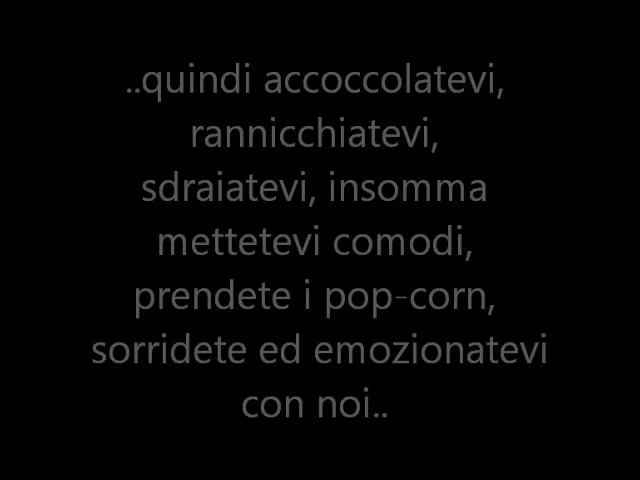 ..quindi accoccolatevi,
rannicchiatevi,
sdraiatevi, insomma
mettetevi comodi,
prendete i pop-corn,
sorridete ed emozionatevi
con noi..